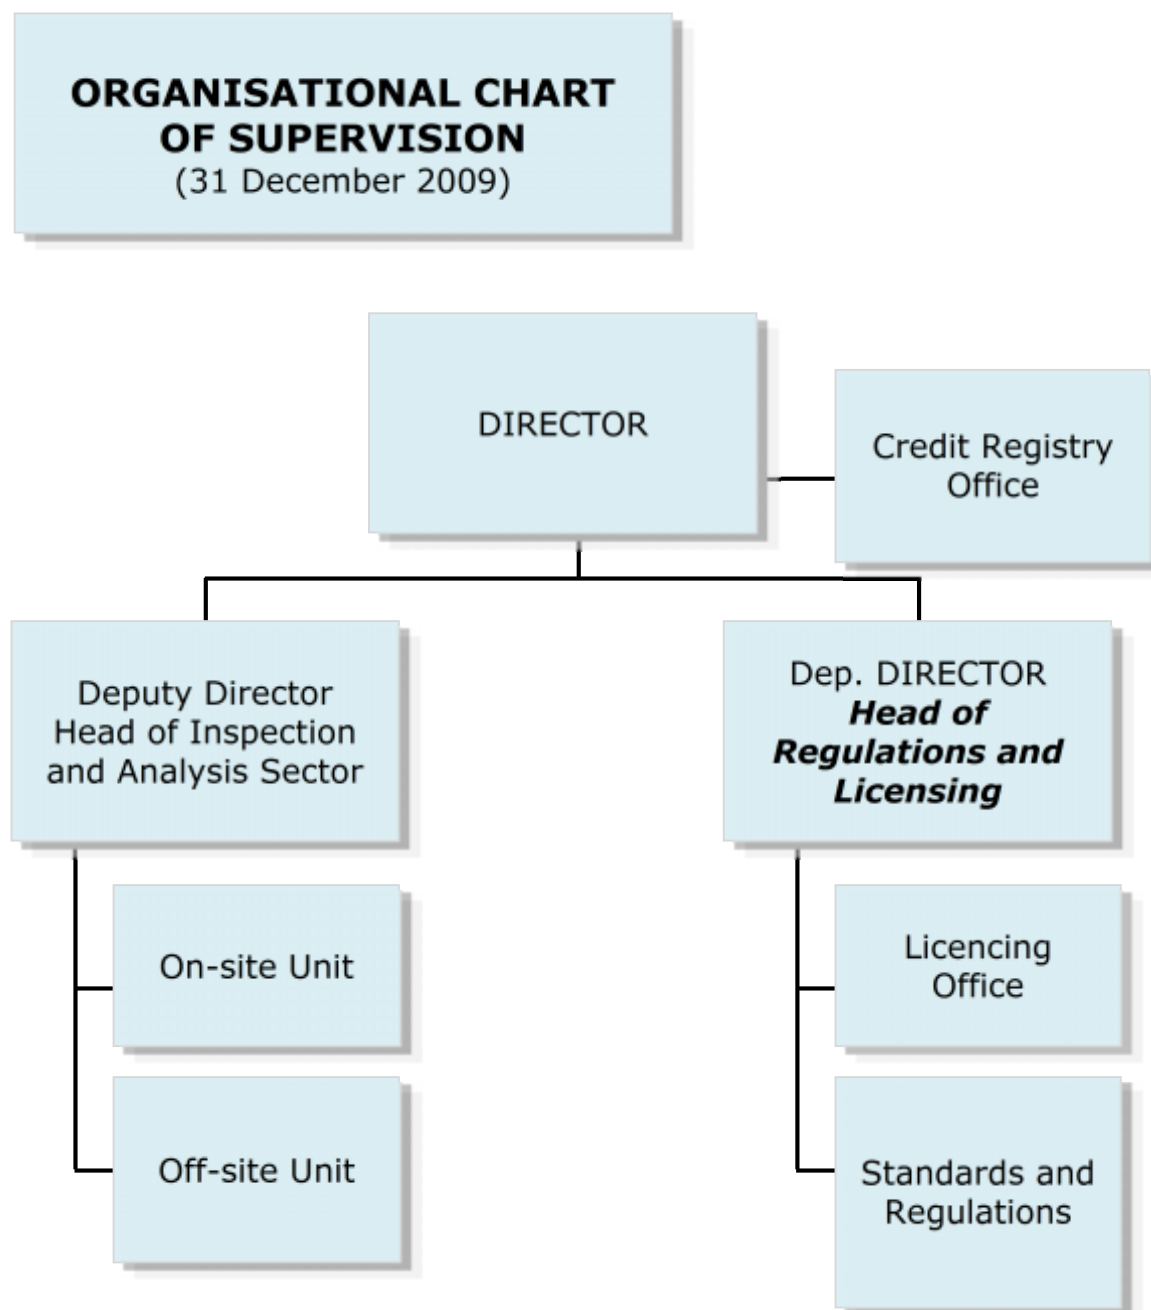 ORGANISATIONAL CHART
OF SUPERVISION
(31 December 2009)
DIRECTOR
Credit Registry
Office
Deputy Director
Head of Inspection
and Analysis Sector
Dep. DIRECTOR
Head of
Regulations and
Licensing
On-site Unit
Licencing
Office
Off-site Unit
Standards and
Regulations